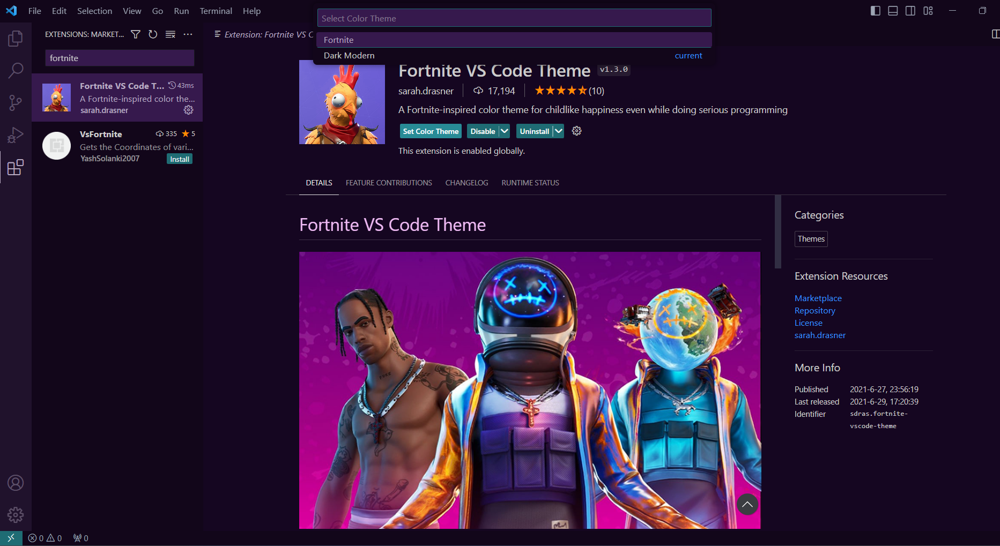 File Edit Selection View Go Run Terminal Help
Select Color Theme
Fortnite
Dark Modern current
EXTENSIONS: MARKET...
fortnite
Fortnite VS Code T... 43ms
A Fortnite-inspired color the...
sarah.drasner
VsFortnite 335 5
Gets the Coordinates of vari...
YashSolanki2007 Install
Extension: Fortnite VS C
Fortnite VS Code Theme v1.3.0
sarah.drasner 17,194 (10)
A Fortnite-inspired color theme for childlike happiness even while doing serious programming
Set Color Theme Disable Uninstall
This extension is enabled globally.
DETAILS FEATURE CONTRIBUTIONS CHANGELOG RUNTIME STATUS
Fortnite VS Code Theme
Categories
Themes
Extension Resources
Marketplace
Repository
License
sarah.drasner
More Info
Published 2021-6-27, 23:56:19
Last released 2021-6-29, 17:20:39
Identifier sdras.fortnite-
vscode-theme
0 0 0